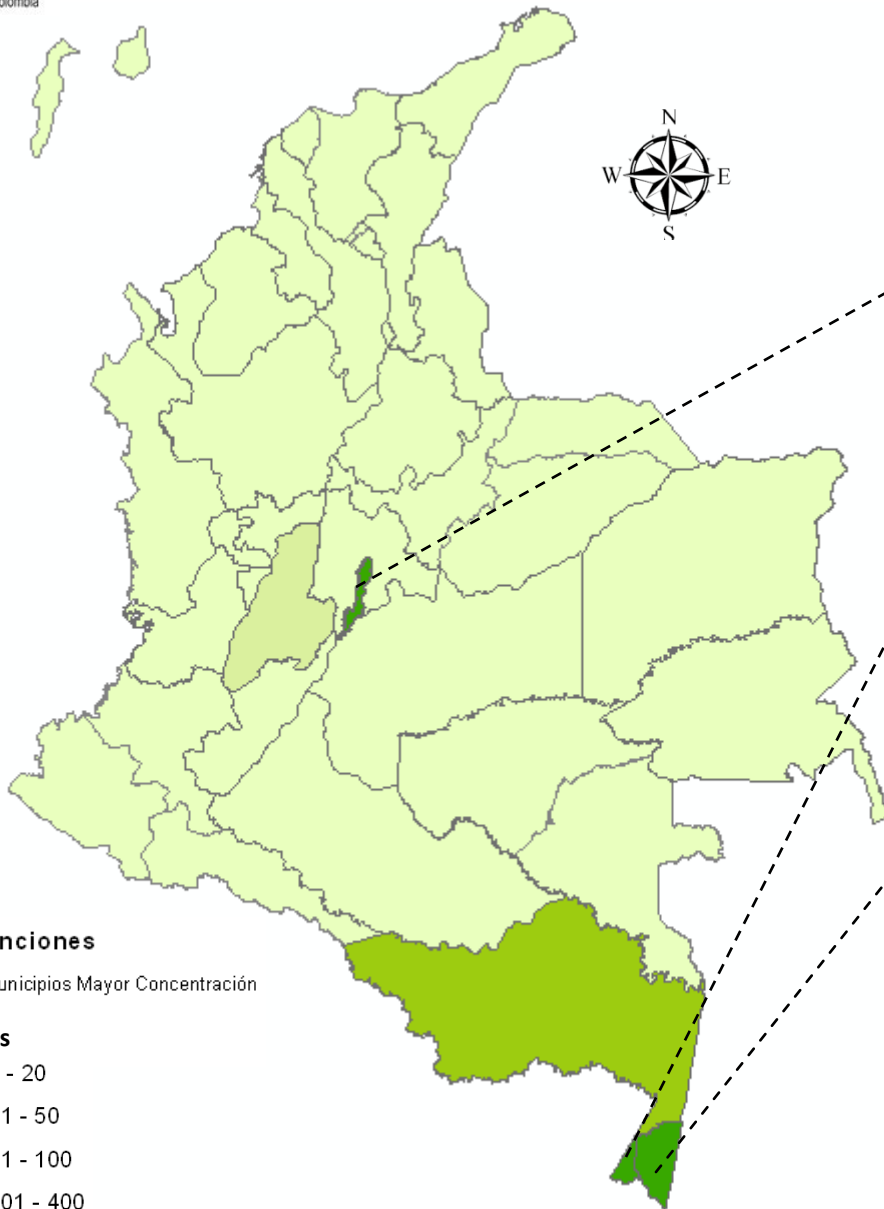 olombia
N
W E
S
nciones
unicipios Mayor Concentración
s
- 20
1 - 50
1 - 100
01 - 400